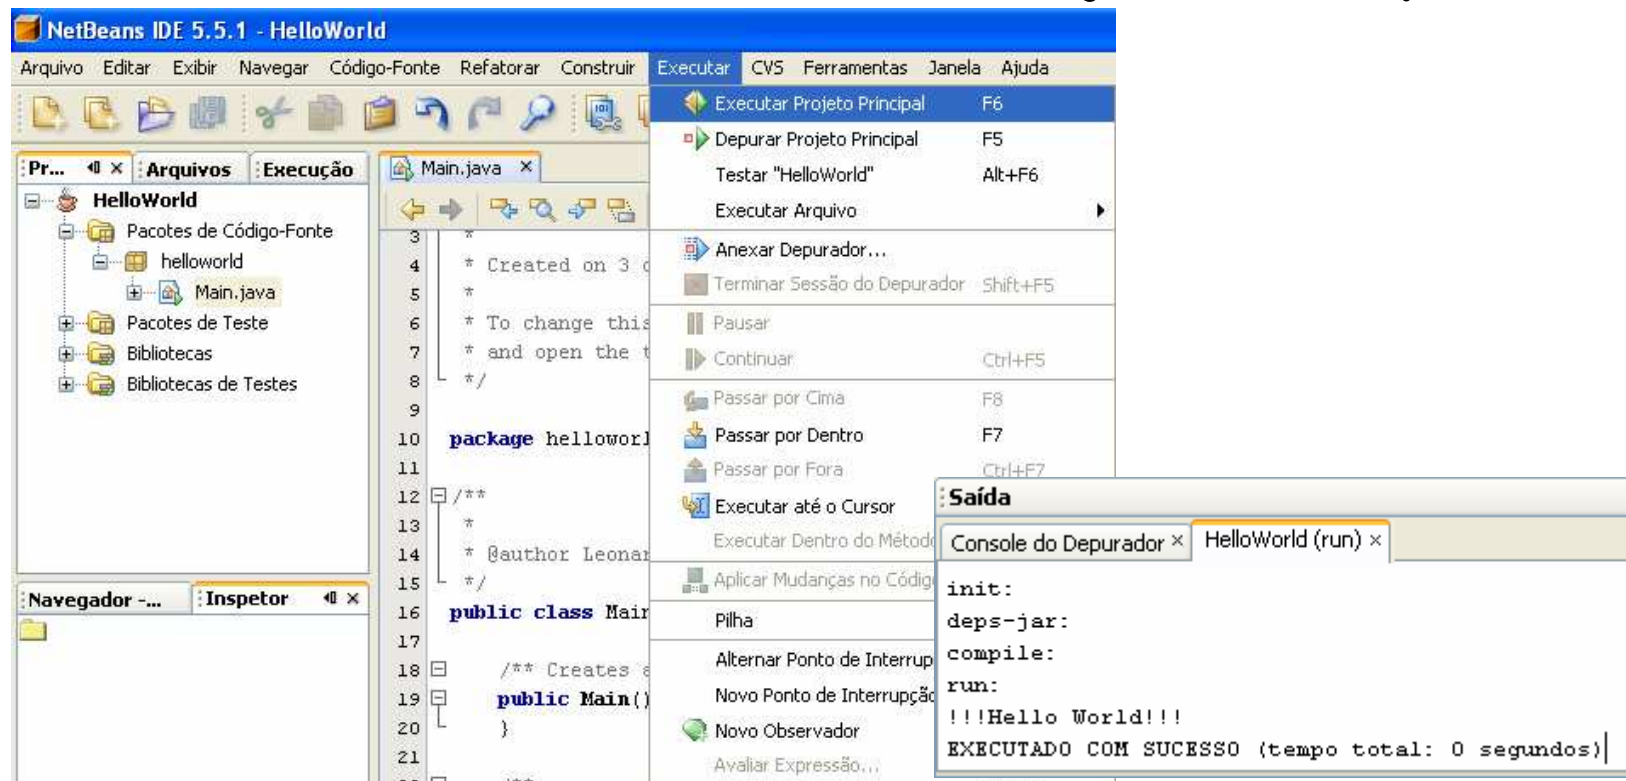 NetBeans IDE 5.5.1 - HelloWorld
Arquivo Editar Exibir Navegar Código-Fonte Refatorar Construir Executar CVS Ferramentas Janela Ajuda
Pr... Arquivos Execução
HelloWorld
Pacotes de Código-Fonte
helloworld
Main.java
Pacotes de Teste
Bibliotecas
Bibliotecas de Testes
Navegador -... Inspetor
Main.java
3 *
4 * Created on 3
5 *
6 * To change this
7 * and open the
8 */
9
10 package helloworl
11
12 /**
13 *
14 * @author Leonar
15 */
16 public class Main
17
18 /** Creates
19 public Main()
20 }
21
Executar Projeto Principal F6
Depurar Projeto Principal F5
Testar "HelloWorld" Alt+F6
Executar Arquivo
Anexar Depurador...
Terminar Sessão do Depurador Shift+F5
Pausar
Continuar Ctrl+F5
Passar por Cima F8
Passar por Dentro F7
Passar por Fora Ctrl+F7
Executar até o Cursor
Executar Dentro do Método
Aplicar Mudanças no Códig
Pilha
Alternar Ponto de Interrup
Novo Ponto de Interrupção
Novo Observador
Avaliar Expressão...
Saída
Console do Depurador HelloWorld (run)
init:
deps-jar:
compile:
run:
!!!Hello World!!!
EXECUTADO COM SUCESSO (tempo total: 0 segundos)